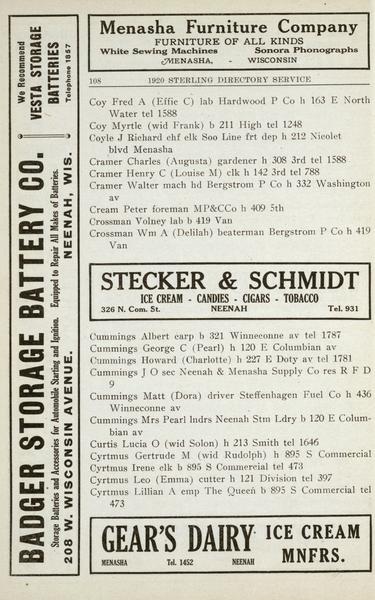 Menasha Furniture Company
FURNITURE OF ALL KINDS
White Sewing Machines Sonora Phonographs
MENASHA, - WISCONSIN
108 1920 STERLING DIRECTORY SERVICE
Coy Fred A (Effie C) lab Hardwood P Co h 163 E North
Water tel 1588
Coy Myrtle (wid Frank) b 211 High tel 1248
Coyle J Richard chf elk Soo Line frt dep h 212 Nicolet
blvd Menasha
Cramer Charles (Augusta) gardener h 308 3rd tel 1588
Cramer Henry C (Louise M) clk h 142 3rd tel 788
Cramer Walter mach hd Bergstrom P Co h 332 Washington
av
Cream Peter foreman MP&CCo h 409 5th
Crossman Volney lab b 419 Van
Crossman Wm A (Delilah) beaterman Bergstrom P Co h 419
Van
STECKER & SCHMIDT
ICE CREAM - CANDIES - CIGARS - TOBACCO
326 N. Com. St. NEENAH Tel. 931
Cummings Albert carp b 321 Winneconne av tel 1787
Cummings George C (Pearl) h 120 E Columbian av
Cummings Howard (Charlotte) h 227 E Doty av tel 1781
Cummings J O sec Neenah & Menasha Supply Co res R F D
9
Cummings Matt (Dora) driver Steffenhagen Fuel Co h 436
Winneconne av
Cummings Mrs Pearl lndrs Neenah Stm Ldry b 120 E Colum-
bian av
Curtis Lucia O (wid Solon) h 213 Smith tel 1646
Cyrtmus Gertrude M (wid Rudolph) h 895 S Commercial
Cyrtmus Irene elk b 895 S Commercial tel 473
Cyrtmus Leo (Emma) cutter h 121 Division tel 397
Cyrtmus Lillian A emp The Queen b 895 S Commercial tel
473
GEAR'S DAIRY ICE CREAM
MENASHA Tel. 1452 NEENAH MNFRS.
We Recommend
VESTA STORAGE
BATTERIES
Telephone 1857
BADGER STORAGE BATTERY CO.
Storage Batteries and Accessories for Automobile Starting and Ignition. Equipped to Repair All Makes of Batteries.
208 W. WISCONSIN AVENUE. NEENAH, WIS.